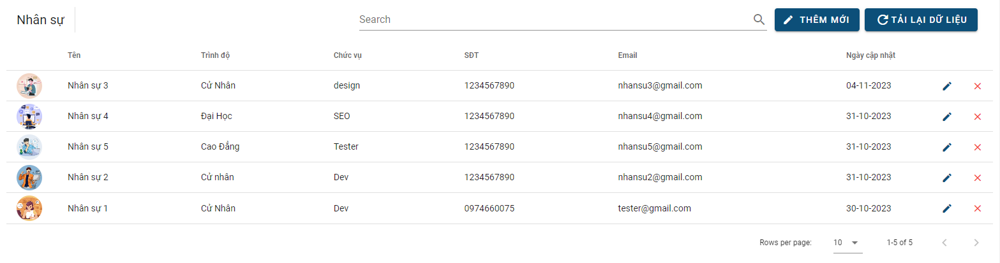 Nhân sự Search THÊM MỚI TẢI LẠI DỮ LIỆU
Tên Trình độ Chức vụ SĐT Email Ngày cập nhật
Nhân sự 3 Cử Nhân design 1234567890 nhansu3@gmail.com 04-11-2023
Nhân sự 4 Đại Học SEO 1234567890 nhansu4@gmail.com 31-10-2023
Nhân sự 5 Cao Đẳng Tester 1234567890 nhansu5@gmail.com 31-10-2023
Nhân sự 2 Cử nhân Dev 1234567890 nhansu2@gmail.com 31-10-2023
Nhân sự 1 Cử Nhân Dev 0974660075 tester@gmail.com 30-10-2023
Rows per page: 10 1-5 of 5